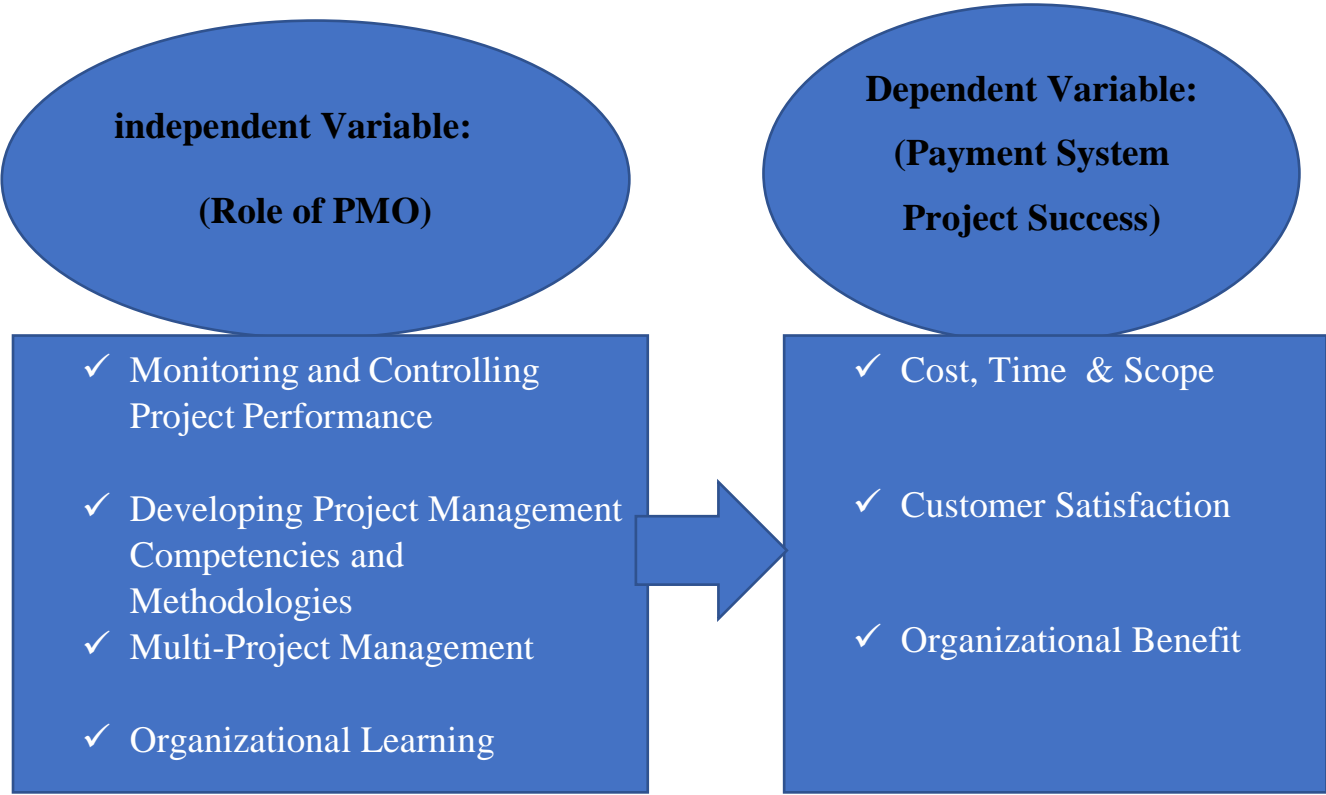 independent Variable:
(Role of PMO)
✓ Monitoring and Controlling
Project Performance
✓ Developing Project Management
Competencies and
Methodologies
✓ Multi-Project Management
✓ Organizational Learning
Dependent Variable:
(Payment System
Project Success)
✓ Cost, Time & Scope
✓ Customer Satisfaction
✓ Organizational Benefit